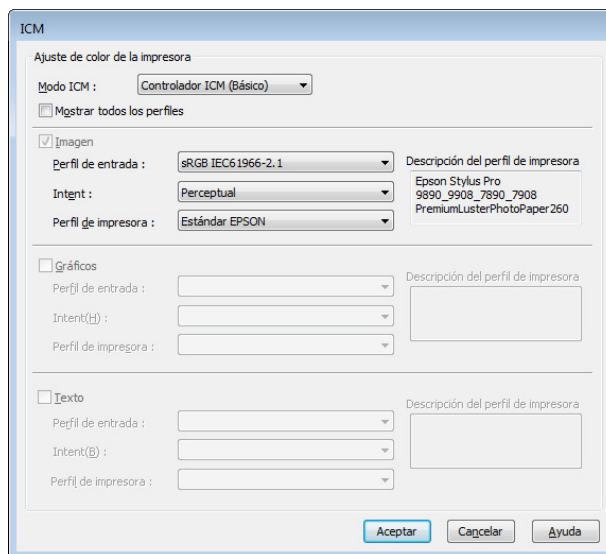 ICM
Ajuste de color de la impresora
Modo ICM :
Controlador ICM (Básico)
Mostrar todos los perfiles
Imagen
Perfil de entrada :
sRGB IEC61966-2.1
Descripción del perfil de impresora
Intent :
Perceptual
Epson Stylus Pro
9890_9908_7890_7908
PremiumLusterPhotoPaper260
Perfil de impresora :
Estándar EPSON
Gráficos
Perfil de entrada :
Descripción del perfil de impresora
Intent(H) :
Perfil de impresora :
Texto
Perfil de entrada :
Descripción del perfil de impresora
Intent(B) :
Perfil de impresora :
Aceptar
Cancelar
Ayuda